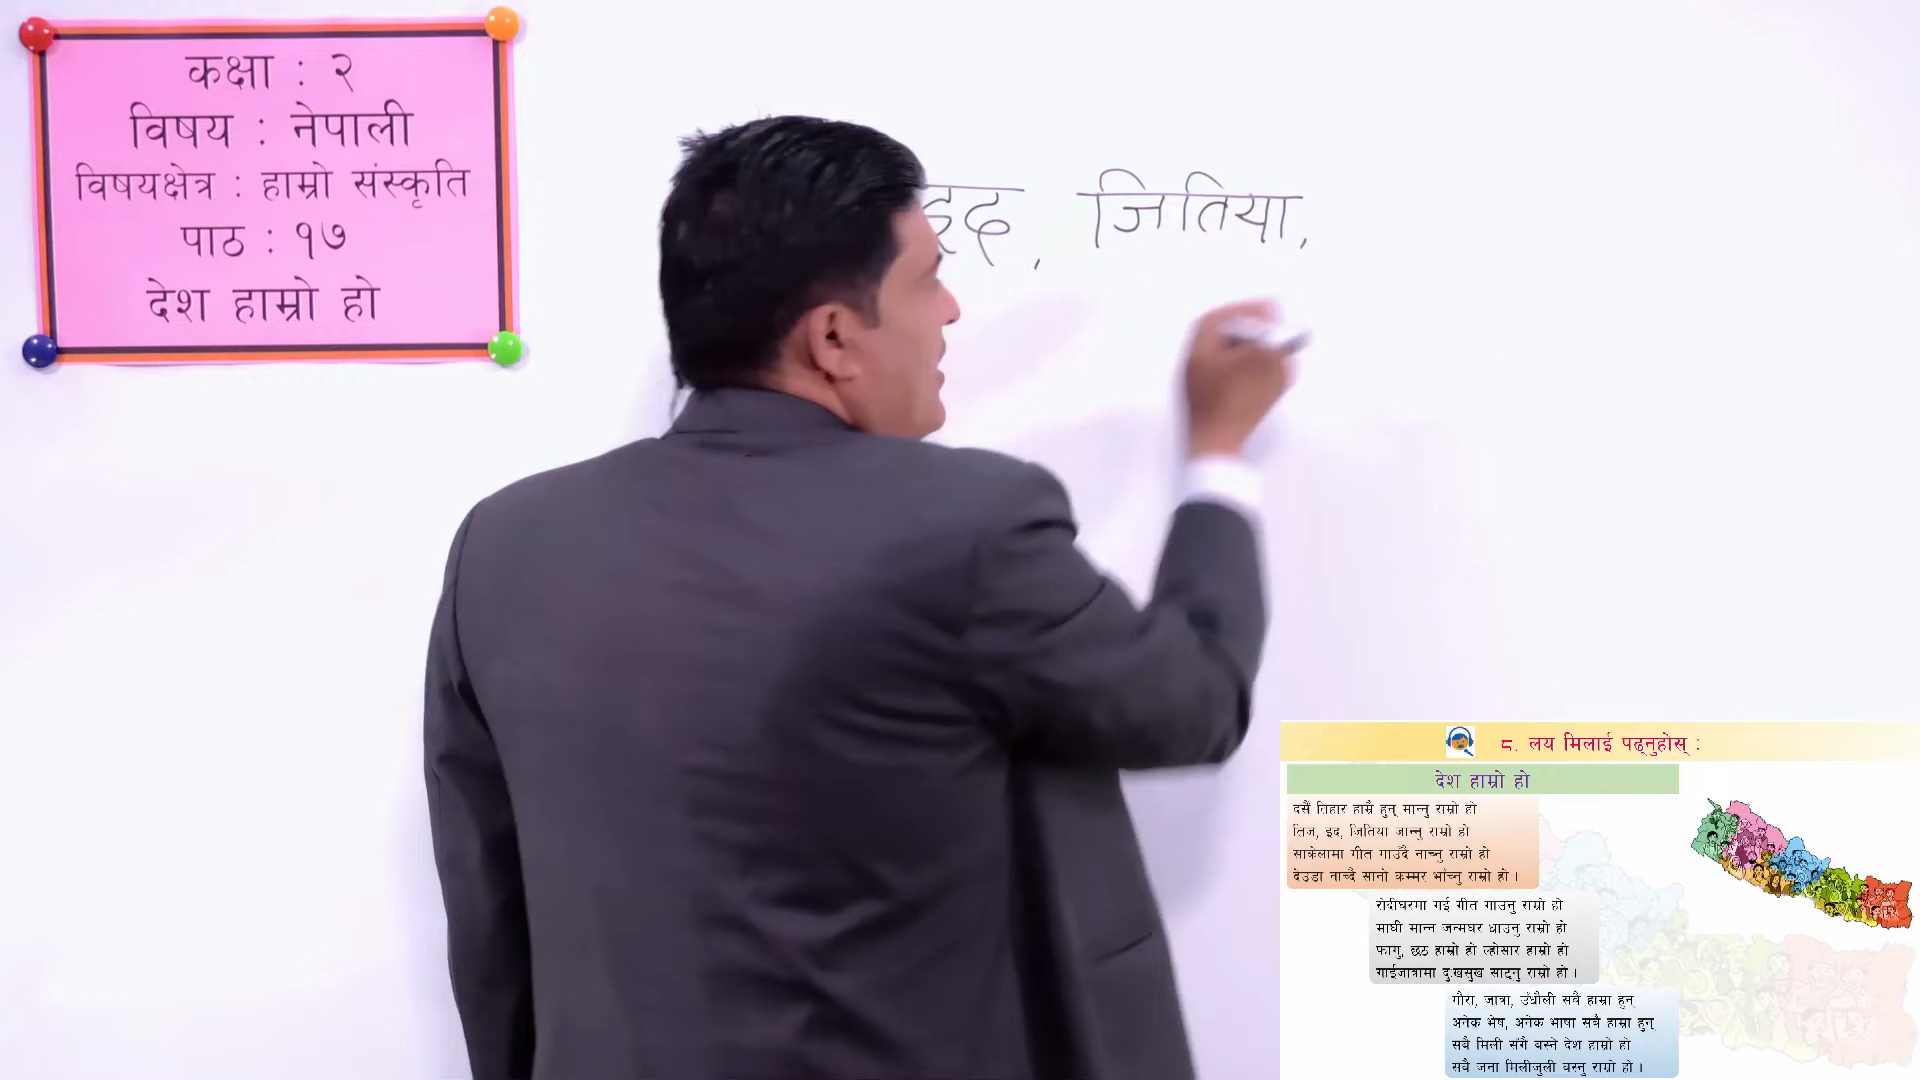 कक्षा : २
विषय : नेपाली
विषयक्षेत्र : हाम्रो संस्कृति
पाठ : १७
देश हाम्रो हो
इद, जितिया,
८. लय मिलाई पढ्नुहोस् :
देश हाम्रो हो
दसैँ तिहार हाम्रै हुन् मान्नु राम्रो हो
तिज, इद, जितिया जान्नु राम्रो हो
साकेलामा गीत गाउँदै नाच्नु राम्रो हो
देउडा नाच्दै सानो कम्मर भाँच्नु राम्रो हो ।
रोदीघरमा गई गीत गाउनु राम्रो हो
माघी मान्न जन्मघर धाउनु राम्रो हो
फागु, छठ हाम्रो हो ल्होसार हाम्रो हो
गाईजात्रामा दुःखसुख साट्नु राम्रो हो ।
गौरा, जात्रा, उँधौली सबै हाम्रा हुन्
अनेक भेष, अनेक भाषा सबै हाम्रा हुन्
सबै मिली सँगै बस्ने देश हाम्रो हो
सबै जना मिलीजुली बस्नु राम्रो हो ।